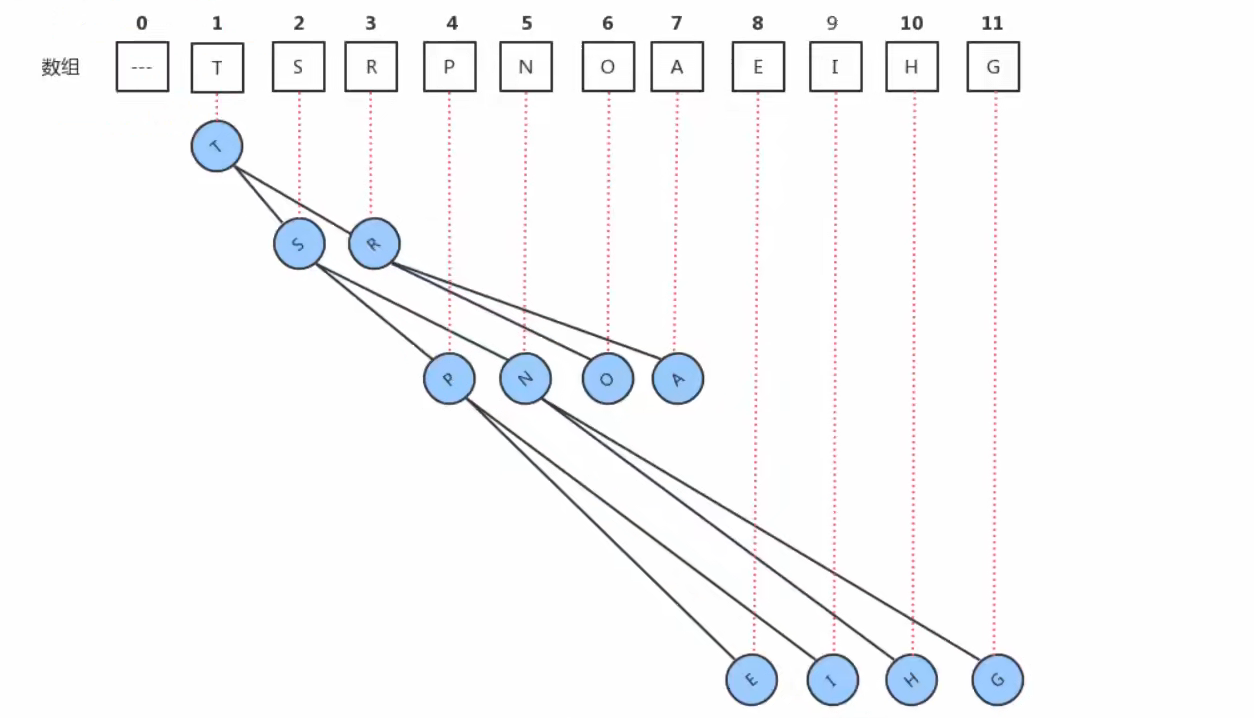 0 1 2 3 4 5 6 7 8 9 10 11
数组 --- T S R P N O A E I H G
T
S R
P N O A
E I H G